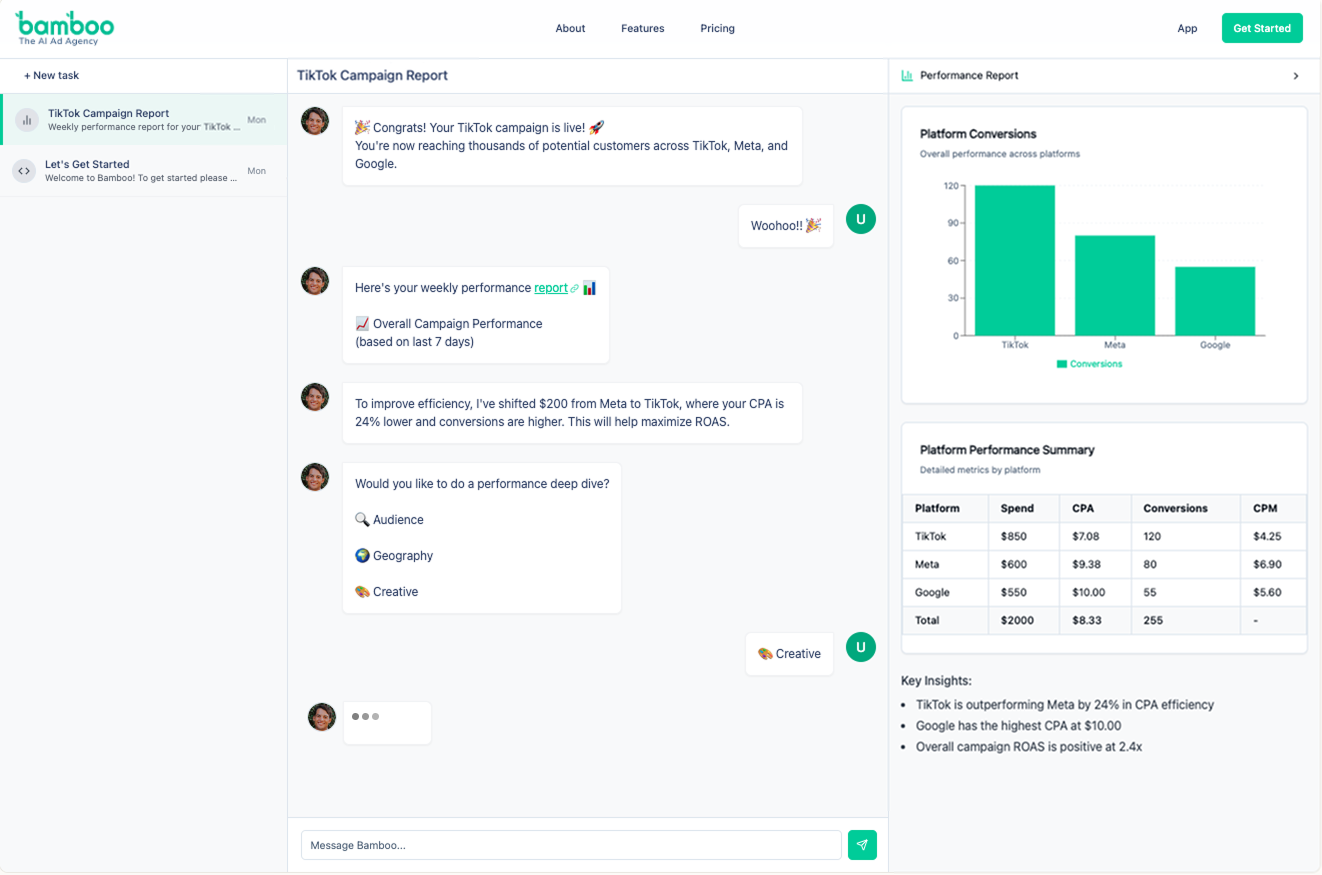 bamboo
The AI Ad Agency
About
Features
Pricing
App
Get Started
+ New task
TikTok Campaign Report
Weekly performance report for your TikTok ...
Mon
Let's Get Started
Welcome to Bamboo! To get started please ...
Mon
TikTok Campaign Report
🎉 Congrats! Your TikTok campaign is live! 🚀
You're now reaching thousands of potential customers across TikTok, Meta, and
Google.
Woohoo!! 🎉
U
Here's your weekly performance report 🔗 📊
📈 Overall Campaign Performance
(based on last 7 days)
To improve efficiency, I've shifted $200 from Meta to TikTok, where your CPA is
24% lower and conversions are higher. This will help maximize ROAS.
Would you like to do a performance deep dive?
🔍 Audience
🌍 Geography
🎨 Creative
🎨 Creative
U
Message Bamboo...
Performance Report
Platform Conversions
Overall performance across platforms
120
90
60
30
0
TikTok Meta Google
Conversions
Platform Performance Summary
Detailed metrics by platform
Platform Spend CPA Conversions CPM
TikTok $850 $7.08 120 $4.25
Meta $600 $9.38 80 $6.90
Google $550 $10.00 55 $5.60
Total $2000 $8.33 255 -
Key Insights:
• TikTok is outperforming Meta by 24% in CPA efficiency
• Google has the highest CPA at $10.00
• Overall campaign ROAS is positive at 2.4x